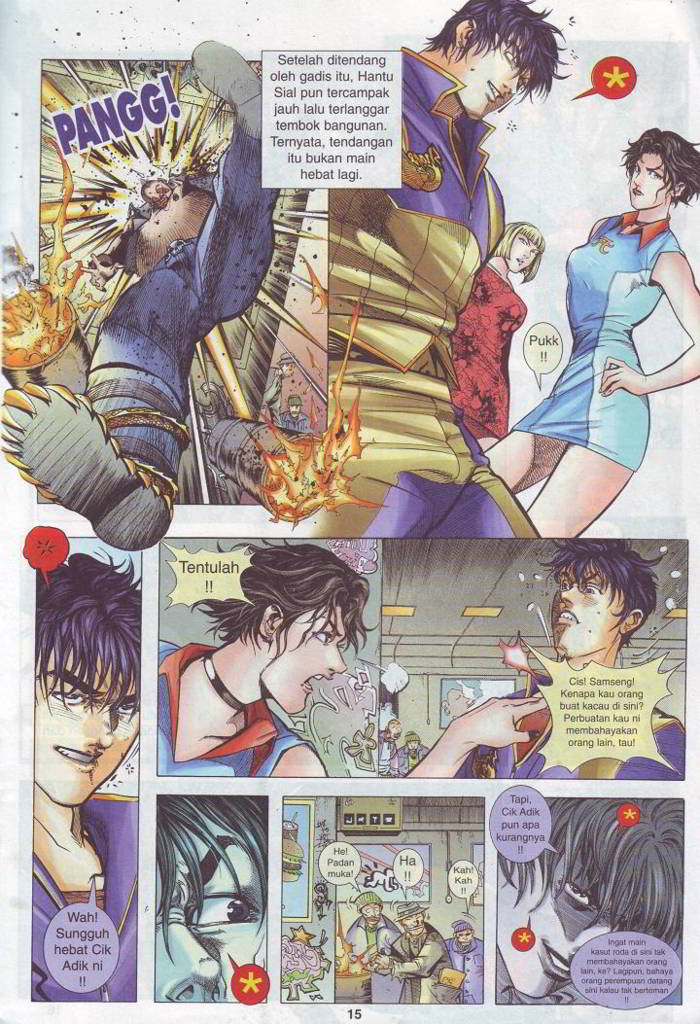 PANGG!
Setelah ditendang
oleh gadis itu, Hantu
Sial pun tercampak
jauh lalu terlanggar
tembok bangunan.
Ternyata, tendangan
itu bukan main
hebat lagi.
*
Pukk
!!
*
Wah!
Sungguh
hebat Cik
Adik ni
!!
Tentulah
!!
Cis! Samseng!
Kenapa kau orang
buat kacau di sini?
Perbuatan kau ni
membahayakan
orang lain, tau!
*
He!
Padan
muka!
Ha
!!
Kah!
Kah
!!
Tapi,
Cik Adik
pun apa
kurangnya
!!
*
*
Ingat main
kasut roda di sini tak
membahayakan orang
lain, ke? Lagipun, bahaya
orang perempuan datang
sini kalau tak berteman
!!
15